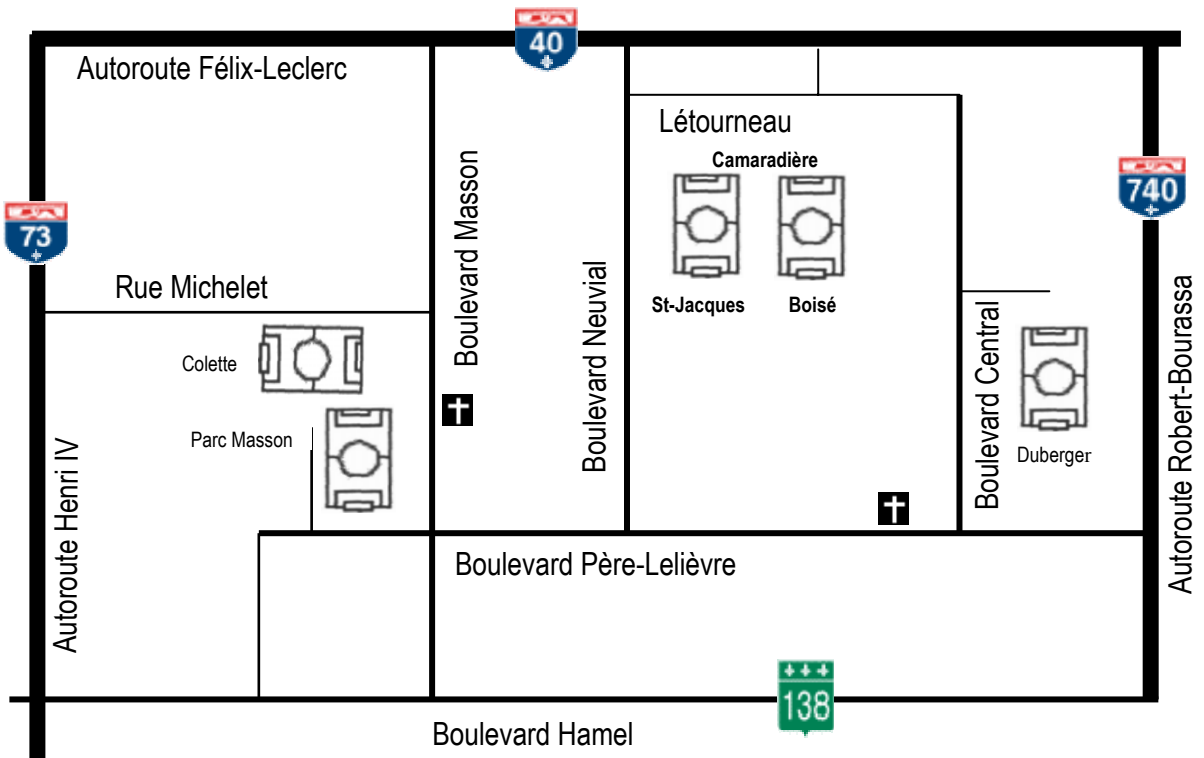 40
Autoroute Félix-Leclerc
Létourneau
Camaradière
Boulevard Masson
740
73
Rue Michelet
Boulevard Neuvial
St-Jacques
Boisé
Boulevard Central
Autoroute Robert-Bourassa
Colette
Parc Masson
Duberger
Autoroute Henri IV
Boulevard Père-Lelièvre
138
Boulevard Hamel